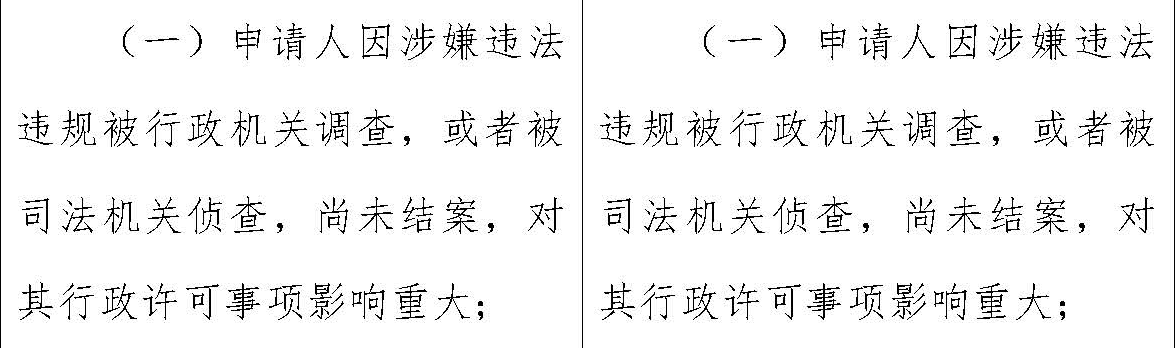 （一）申请人因涉嫌违法
违规被行政机关调查，或者被
司法机关侦查，尚未结案，对
其行政许可事项影响重大；
（一）申请人因涉嫌违法
违规被行政机关调查，或者被
司法机关侦查，尚未结案，对
其行政许可事项影响重大；